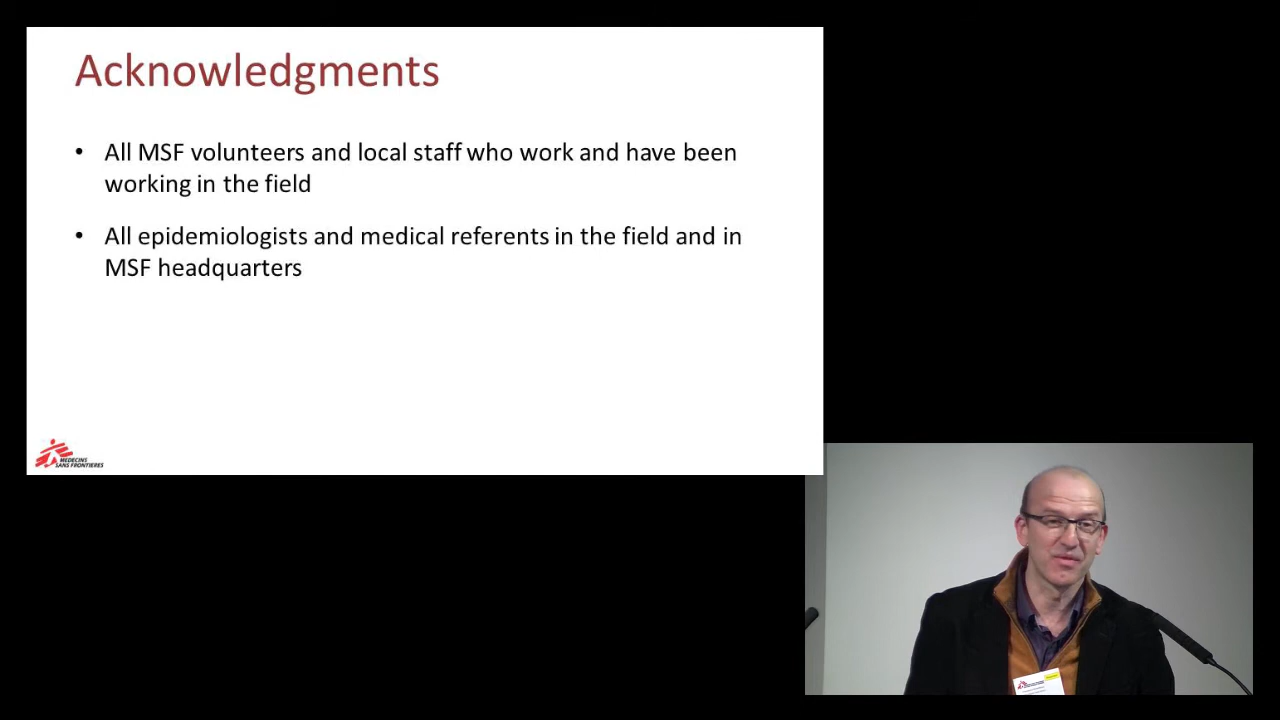 Acknowledgments
• All MSF volunteers and local staff who work and have been
working in the field
• All epidemiologists and medical referents in the field and in
MSF headquarters
MEDECINS
SANS FRONTIERES